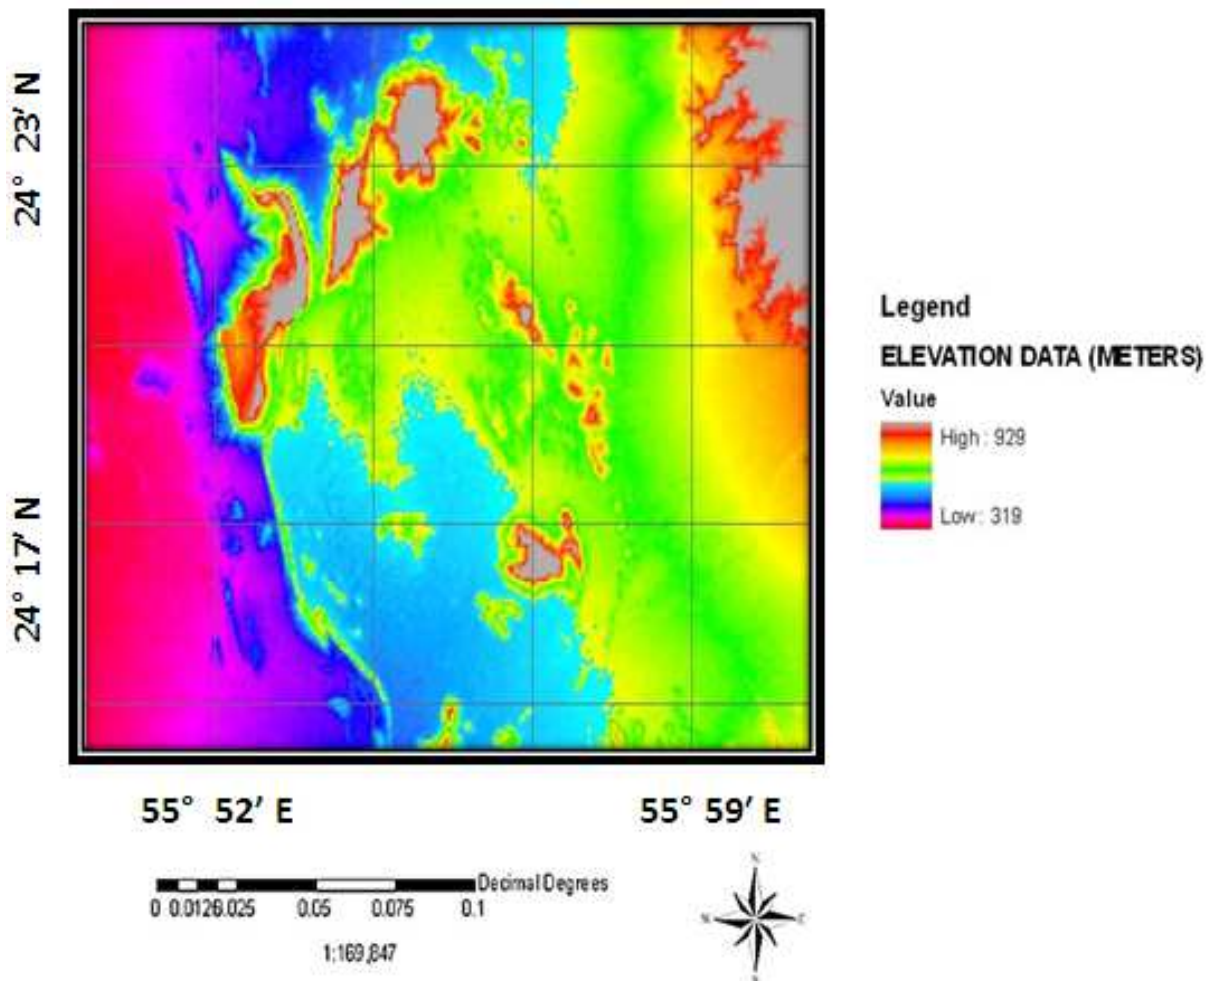 24° 23' N
24° 17' N
55° 52' E
55° 59' E
Legend
ELEVATION DATA (METERS)
Value
High : 929
Low : 319
Decimal Degrees
0 0.0125 0.025 0.05 0.075 0.1
1:169,847
N
E